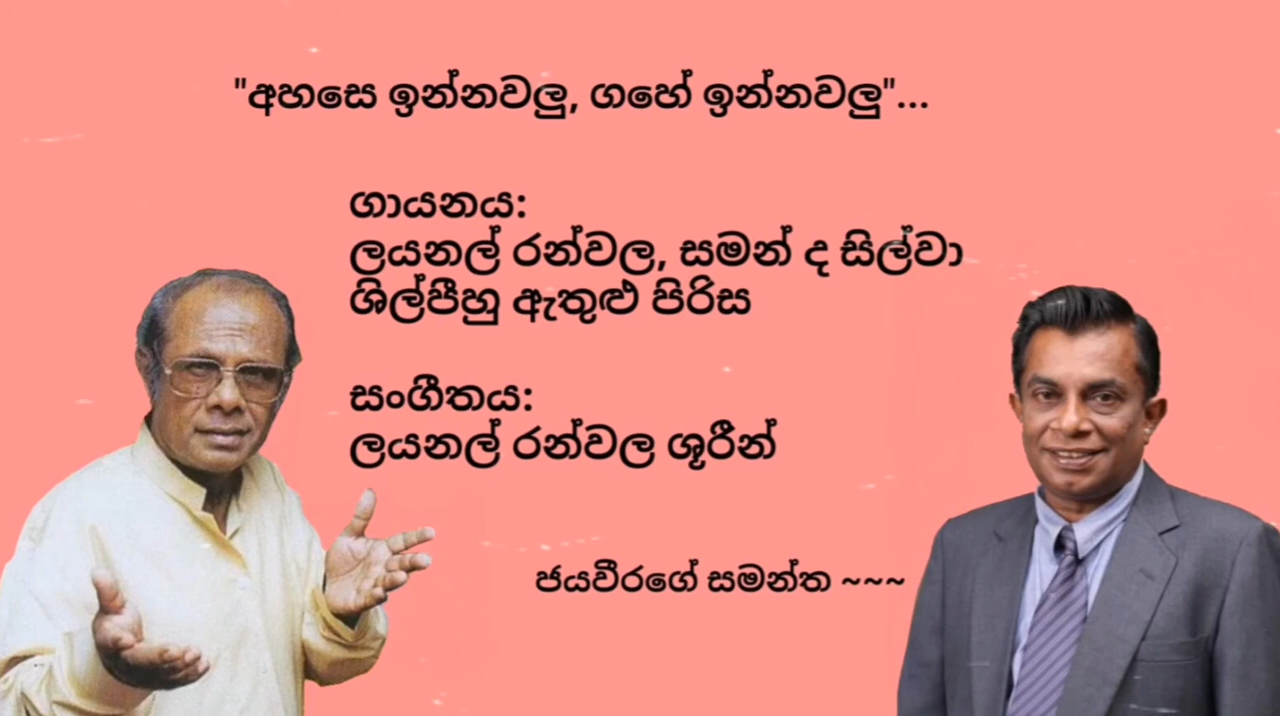 "අහසෙ ඉන්නවලු, ගහේ ඉන්නවලු"...
ගායනය:
ලයනල් රන්වල, සමන් ද සිල්වා
ශිල්පීහු ඇතුළු පිරිස
සංගීතය:
ලයනල් රන්වල ශූරීන්
ජයවීරගේ සමන්ත ~~~